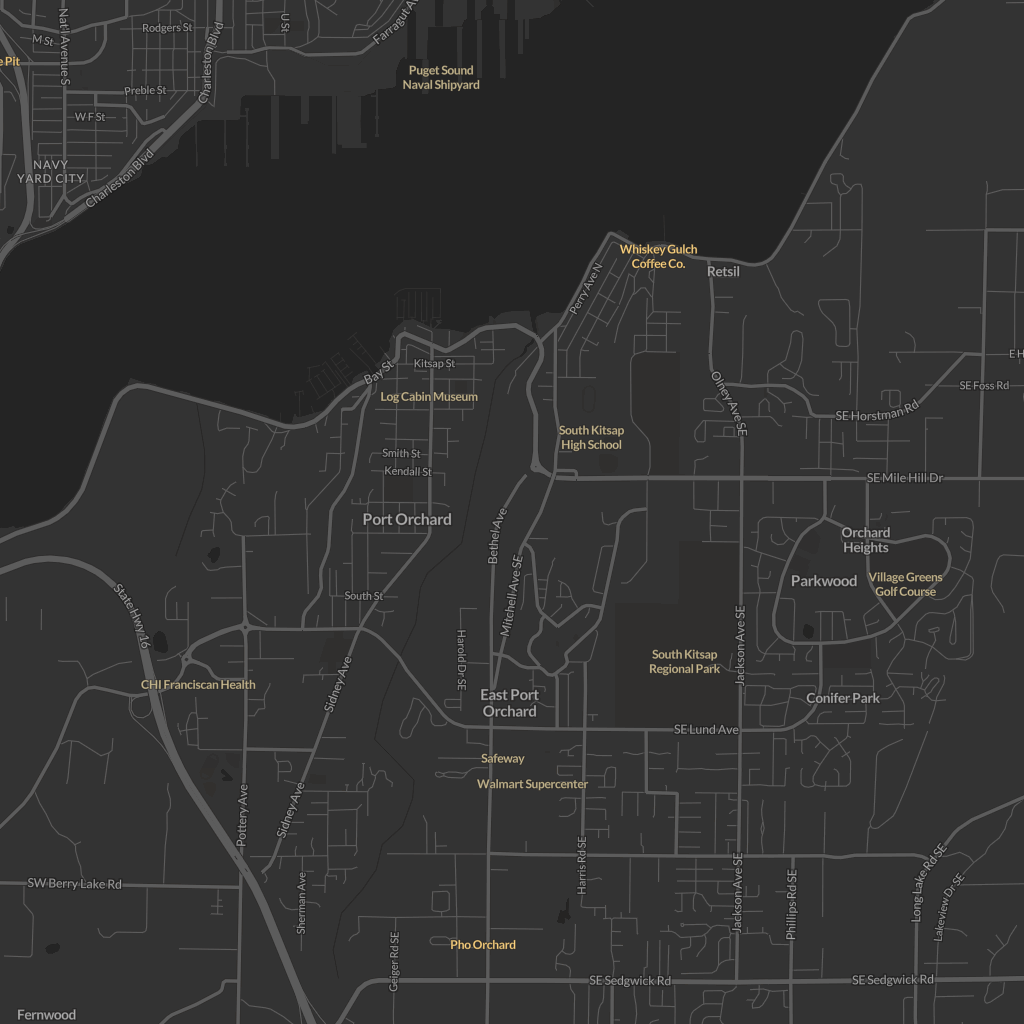 Rodgers St
U St
Farragut A
Nat'l Avenue S
M St
Charleston Blvd
e Pit
Puget Sound
Naval Shipyard
Preble St
W F St
NAVY
YARD CITY
Charleston Blvd
Whiskey Gulch
Coffee Co.
Retsil
Perry Ave N
Kitsap St
Bay St
E H
SE Foss Rd
Log Cabin Museum
Olney Ave SE
SE Horstman Rd
South Kitsap
High School
Smith St
Kendall St
SE Mile Hill Dr
Port Orchard
Bethel Ave
Orchard
Heights
Parkwood
Village Greens
Golf Course
State Hwy 16
South St
Mitchell Ave SE
Harold Dr SE
Jackson Ave SE
South Kitsap
Regional Park
CHI Franciscan Health
Sidney Ave
East Port
Orchard
Conifer Park
SE Lund Ave
Safeway
Walmart Supercenter
Pottery Ave
Sidney Ave
Harris Rd SE
SW Berry Lake Rd
Sherman Ave
Jackson Ave SE
Phillips Rd SE
Long Lake Rd SE
Lakeview Dr SE
Geiger Rd SE
Pho Orchard
SE Sedgwick Rd
SE Sedgwick Rd
Fernwood